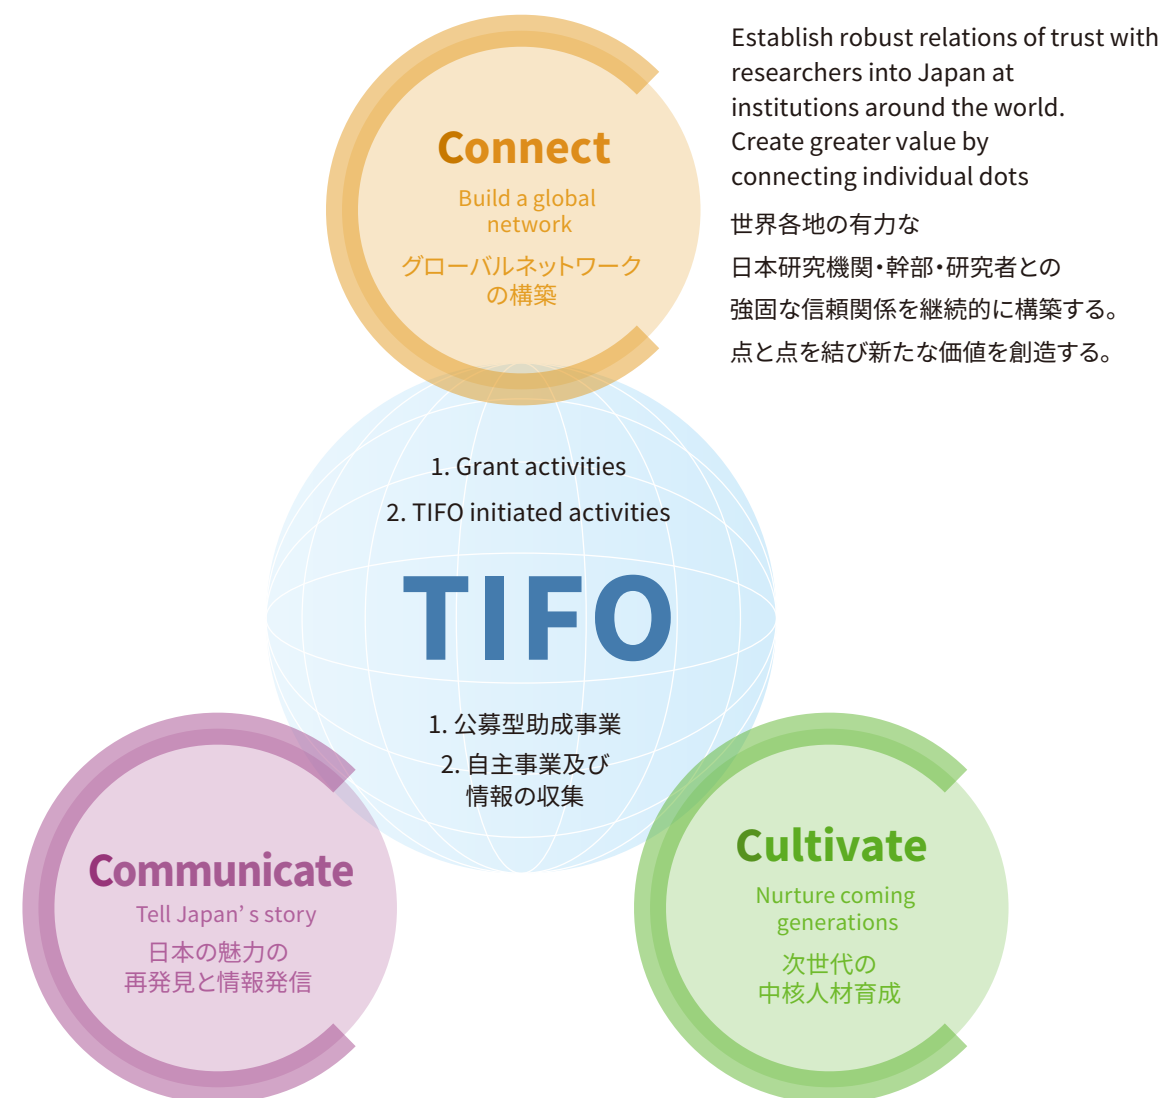 Connect
Build a global
network
グローバルネットワーク
の構築
Establish robust relations of trust with
researchers into Japan at
institutions around the world.
Create greater value by
connecting individual dots
世界各地の有力な
日本研究機関・幹部・研究者との
強固な信頼関係を継続的に構築する。
点と点を結び新たな価値を創造する。
1. Grant activities
2. TIFO initiated activities
TIFO
1. 公募型助成事業
2. 自主事業及び
情報の収集
Communicate
Tell Japan’s story
日本の魅力の
再発見と情報発信
Cultivate
Nurture coming
generations
次世代の
中核人材育成